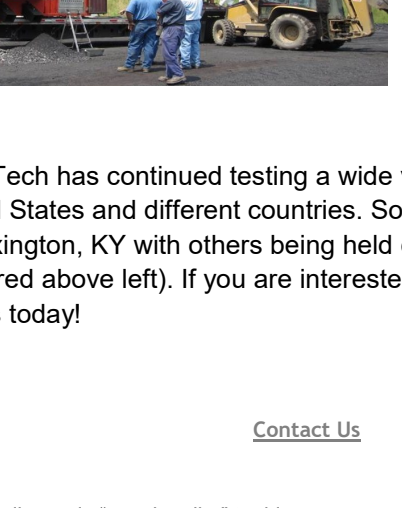 Tech has continued testing a wide
States and different countries. So
xington, KY with others being held
red above left). If you are intereste
today!
Contact Us